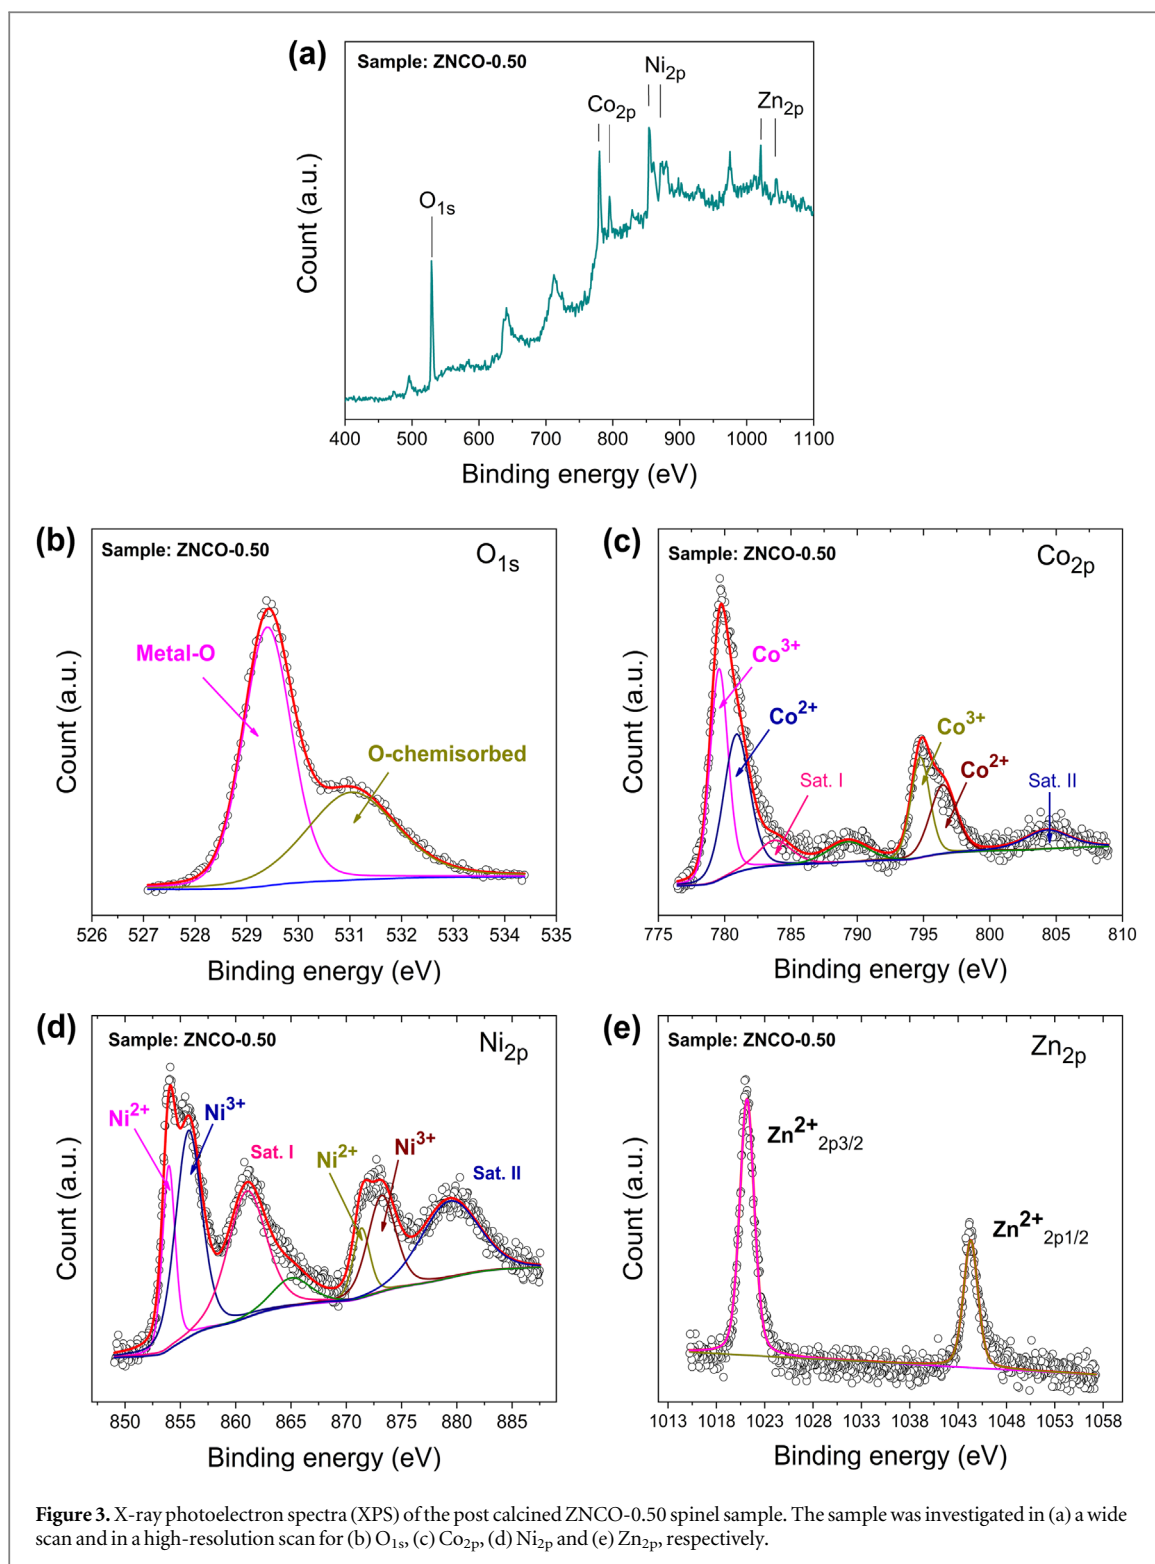 (a)
Sample: ZNCO-0.50
Ni2p
Co2p
Zn2p
O1s
Count (a.u.)
400 500 600 700 800 900 1000 1100
Binding energy (eV)
(b)
Sample: ZNCO-0.50
O1s
Metal-O
O-chemisorbed
Count (a.u.)
526 527 528 529 530 531 532 533 534 535
Binding energy (eV)
(c)
Sample: ZNCO-0.50
Co2p
Co3+
Co2+
Sat. I
Co3+
Co2+
Sat. II
Count (a.u.)
775 780 785 790 795 800 805 810
Binding energy (eV)
(d)
Sample: ZNCO-0.50
Ni2p
Ni2+
Ni3+
Sat. I
Ni2+
Ni3+
Sat. II
Count (a.u.)
850 855 860 865 870 875 880 885
Binding energy (eV)
(e)
Sample: ZNCO-0.50
Zn2p
Zn2+2p3/2
Zn2+2p1/2
Count (a.u.)
1013 1018 1023 1028 1033 1038 1043 1048 1053 1058
Binding energy (eV)
Figure 3. X-ray photoelectron spectra (XPS) of the post calcined ZNCO-0.50 spinel sample. The sample was investigated in (a) a wide
scan and in a high-resolution scan for (b) O1s, (c) Co2p, (d) Ni2p and (e) Zn2p, respectively.